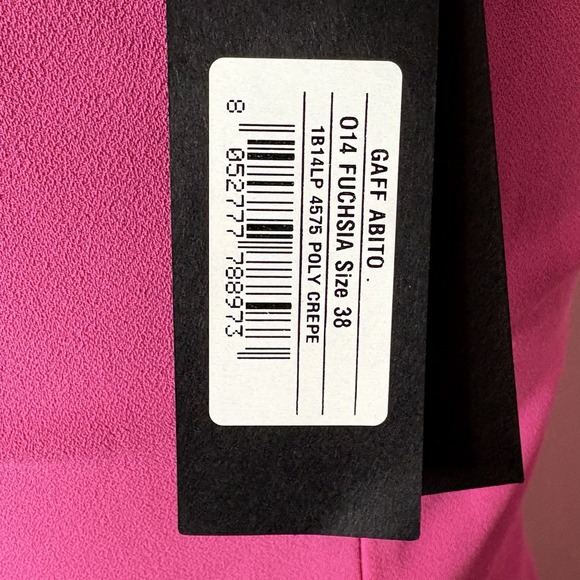 GAFF ABITO .
014 FUCHSIA Size 38
1B14LP 4575 POLY CREPE
8 052777 788973